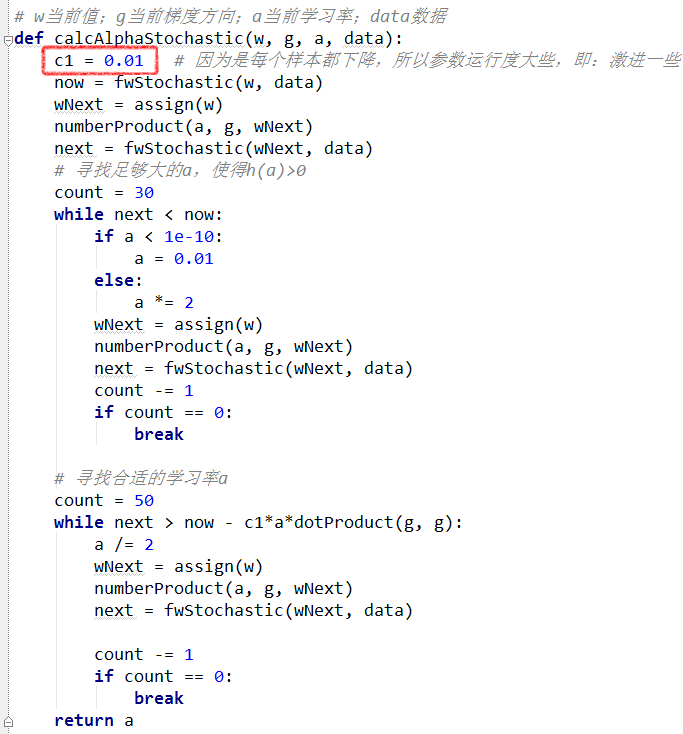 # w当前值；g当前梯度方向；a当前学习率；data数据
def calcAlphaStochastic(w, g, a, data):
    c1 = 0.01  # 因为是每个样本都下降，所以参数运行度大些，即：激进一些
    now = fwStochastic(w, data)
    wNext = assign(w)
    numberProduct(a, g, wNext)
    next = fwStochastic(wNext, data)
    # 寻找足够大的a，使得h(a)>0
    count = 30
    while next < now:
        if a < 1e-10:
            a = 0.01
        else:
            a *= 2
        wNext = assign(w)
        numberProduct(a, g, wNext)
        next = fwStochastic(wNext, data)
        count -= 1
        if count == 0:
            break

    # 寻找合适的学习率a
    count = 50
    while next > now - c1*a*dotProduct(g, g):
        a /= 2
        wNext = assign(w)
        numberProduct(a, g, wNext)
        next = fwStochastic(wNext, data)

        count -= 1
        if count == 0:
            break
    return a